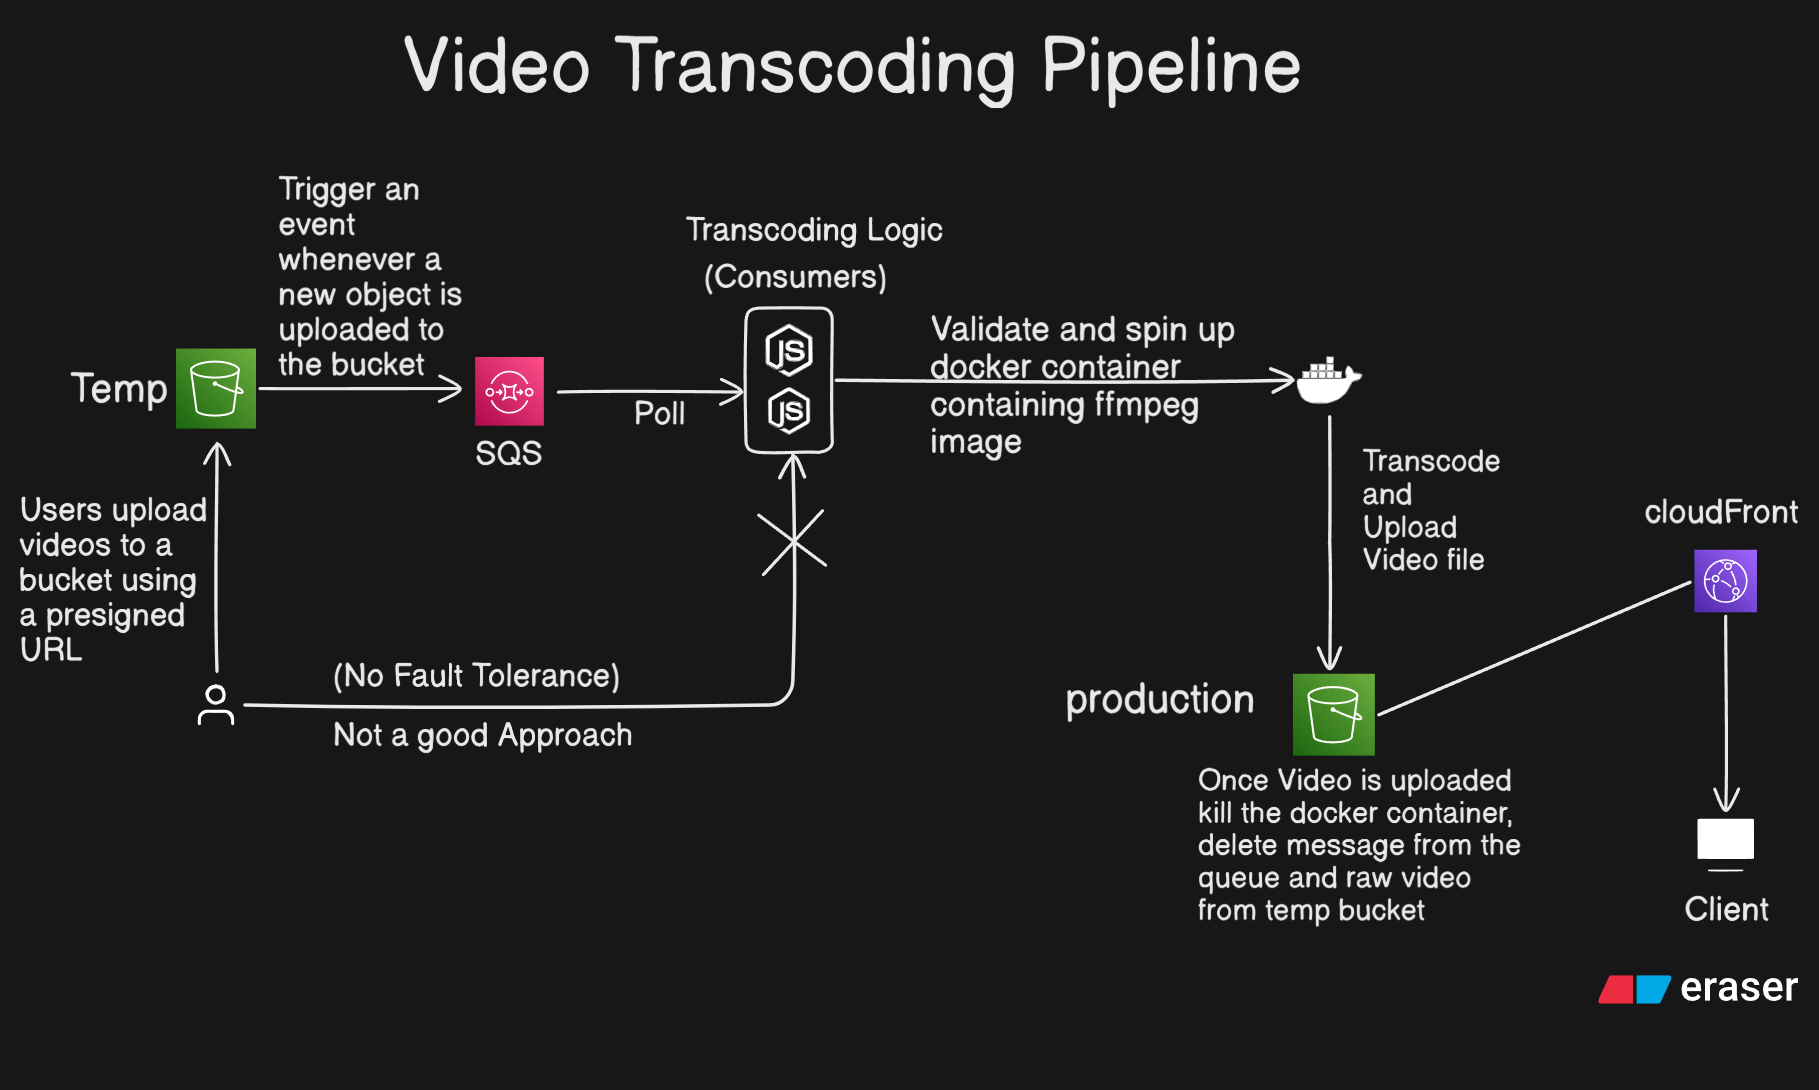 Video Transcoding Pipeline
Trigger an
event
whenever a
new object is
uploaded to
the bucket
Transcoding Logic
(Consumers)
JS
JS
Validate and spin up
docker container
containing ffmpeg
image
Temp
SQS
Poll
Users upload
videos to a
bucket using
a presigned
URL
Transcode
and
Upload
Video file
cloudFront
(No Fault Tolerance)
Not a good Approach
production
Once Video is uploaded
kill the docker container,
delete message from the
queue and raw video
from temp bucket
Client
eraser